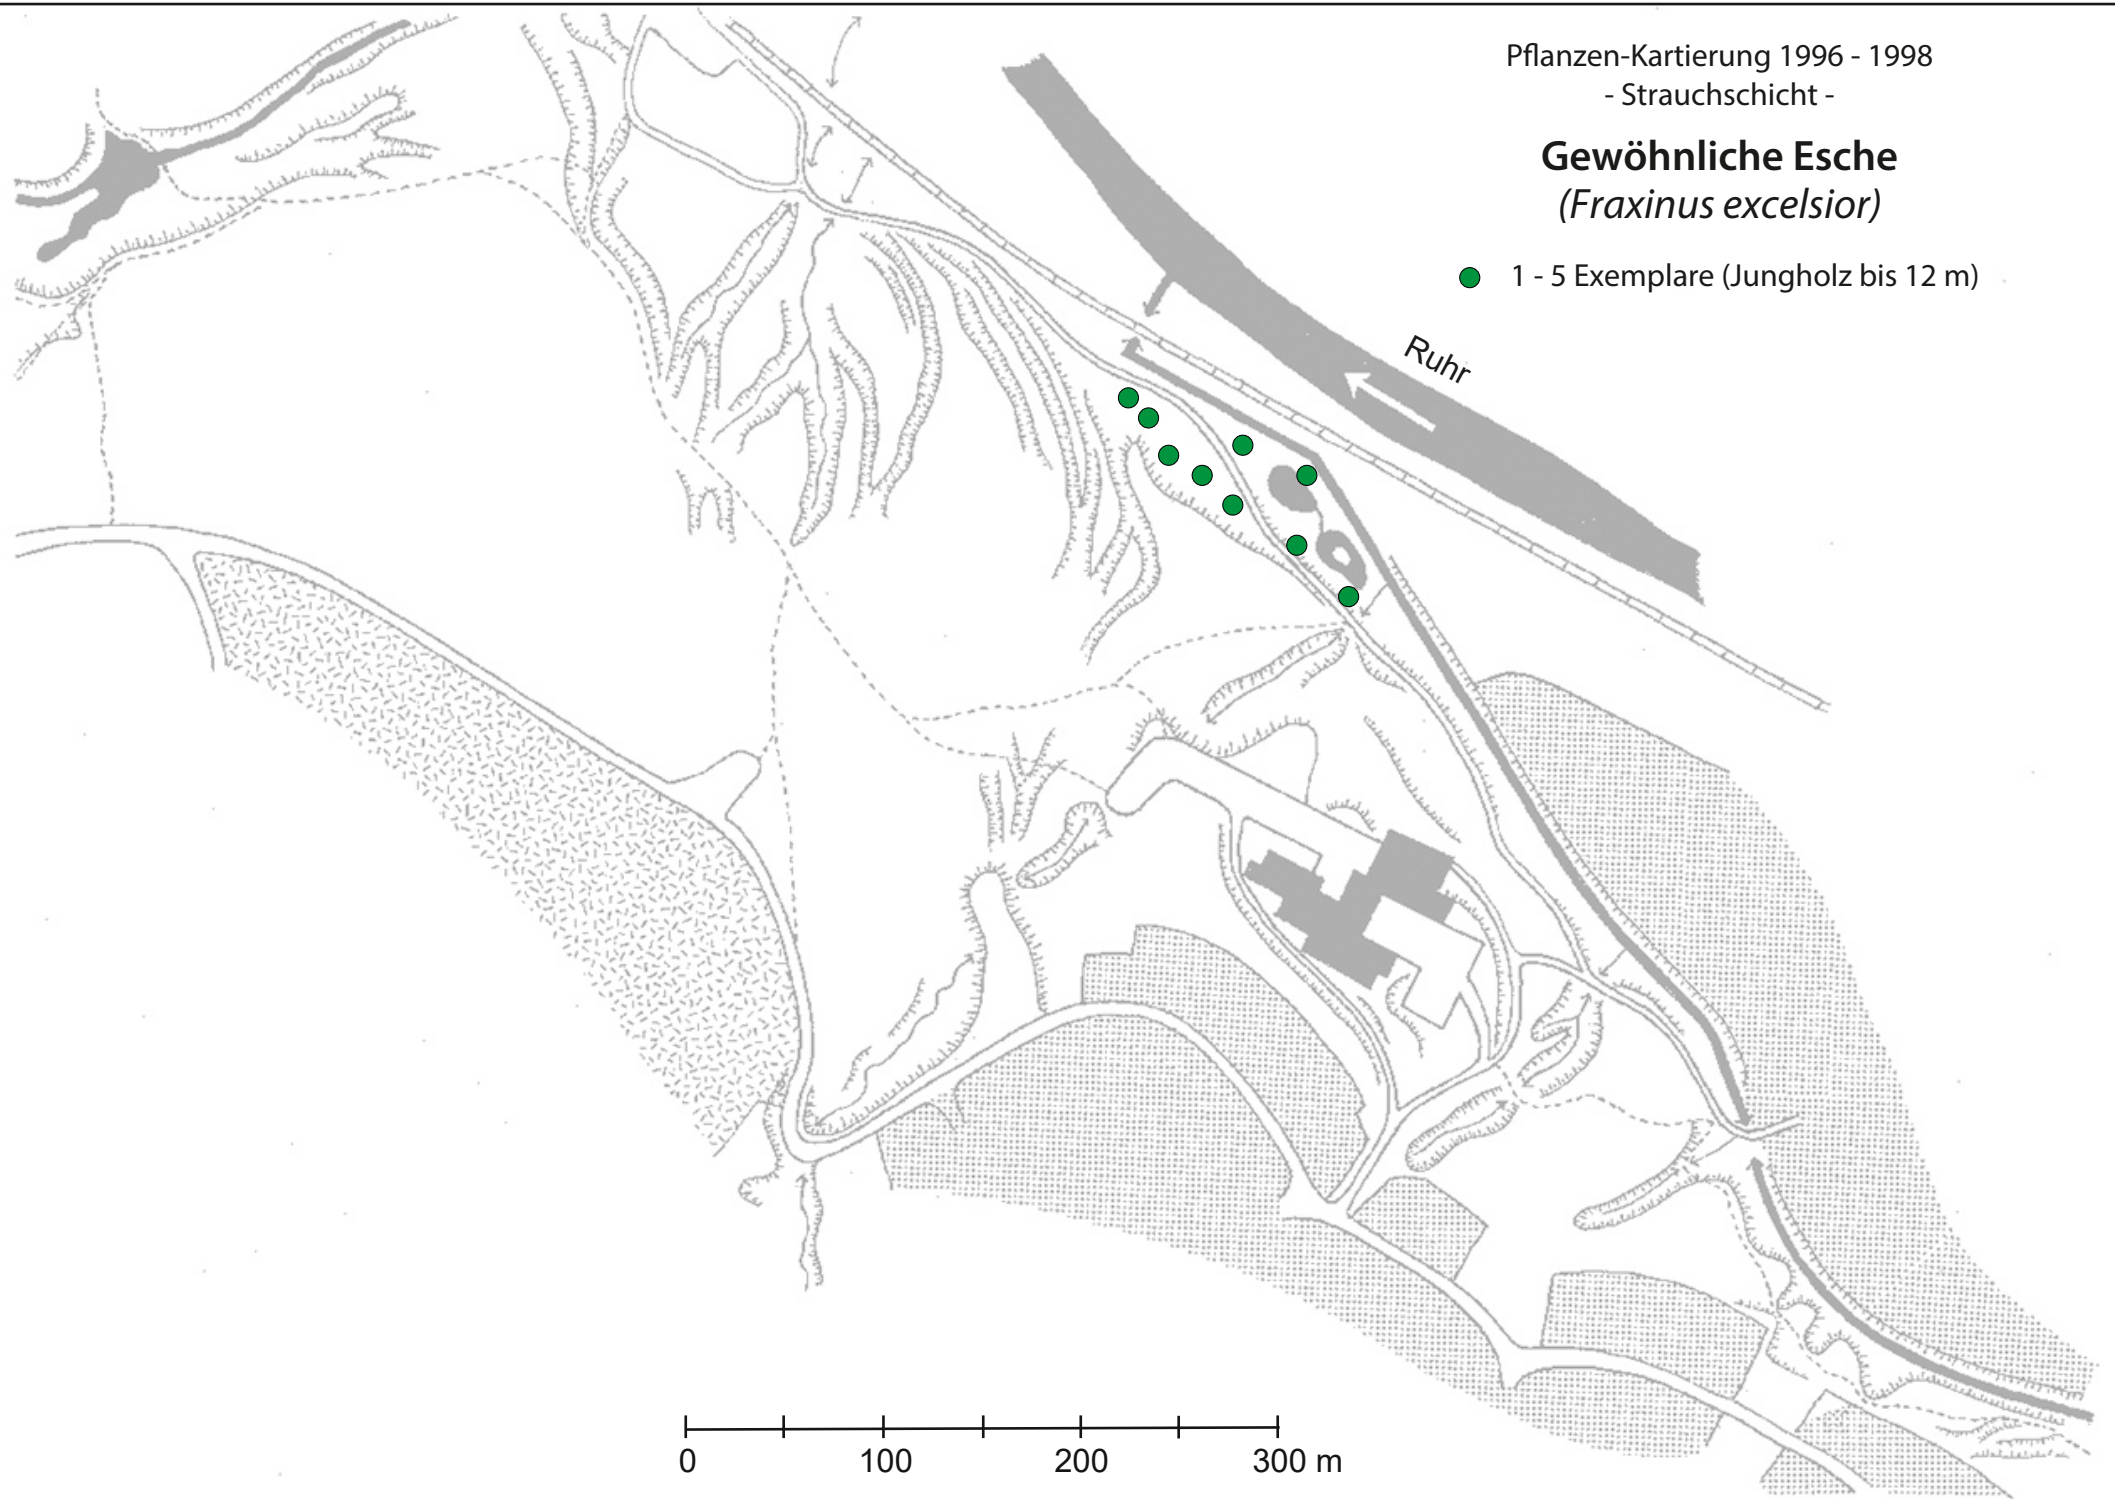 Pflanzen-Kartierung 1996 - 1998
- Strauchschicht -
Gewöhnliche Esche
(Fraxinus excelsior)
1 - 5 Exemplare (Jungholz bis 12 m)
Ruhr
0 100 200 300 m